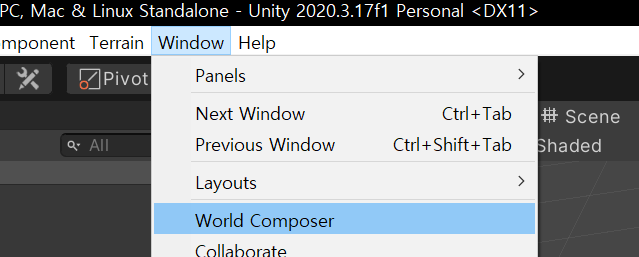 PC, Mac & Linux Standalone - Unity 2020.3.17f1 Personal <DX11>
mponent Terrain Window Help
Pivot
Panels
Next Window Ctrl+Tab
Scene
Previous Window Ctrl+Shift+Tab
All
Shaded
Layouts
World Composer
Collaborate